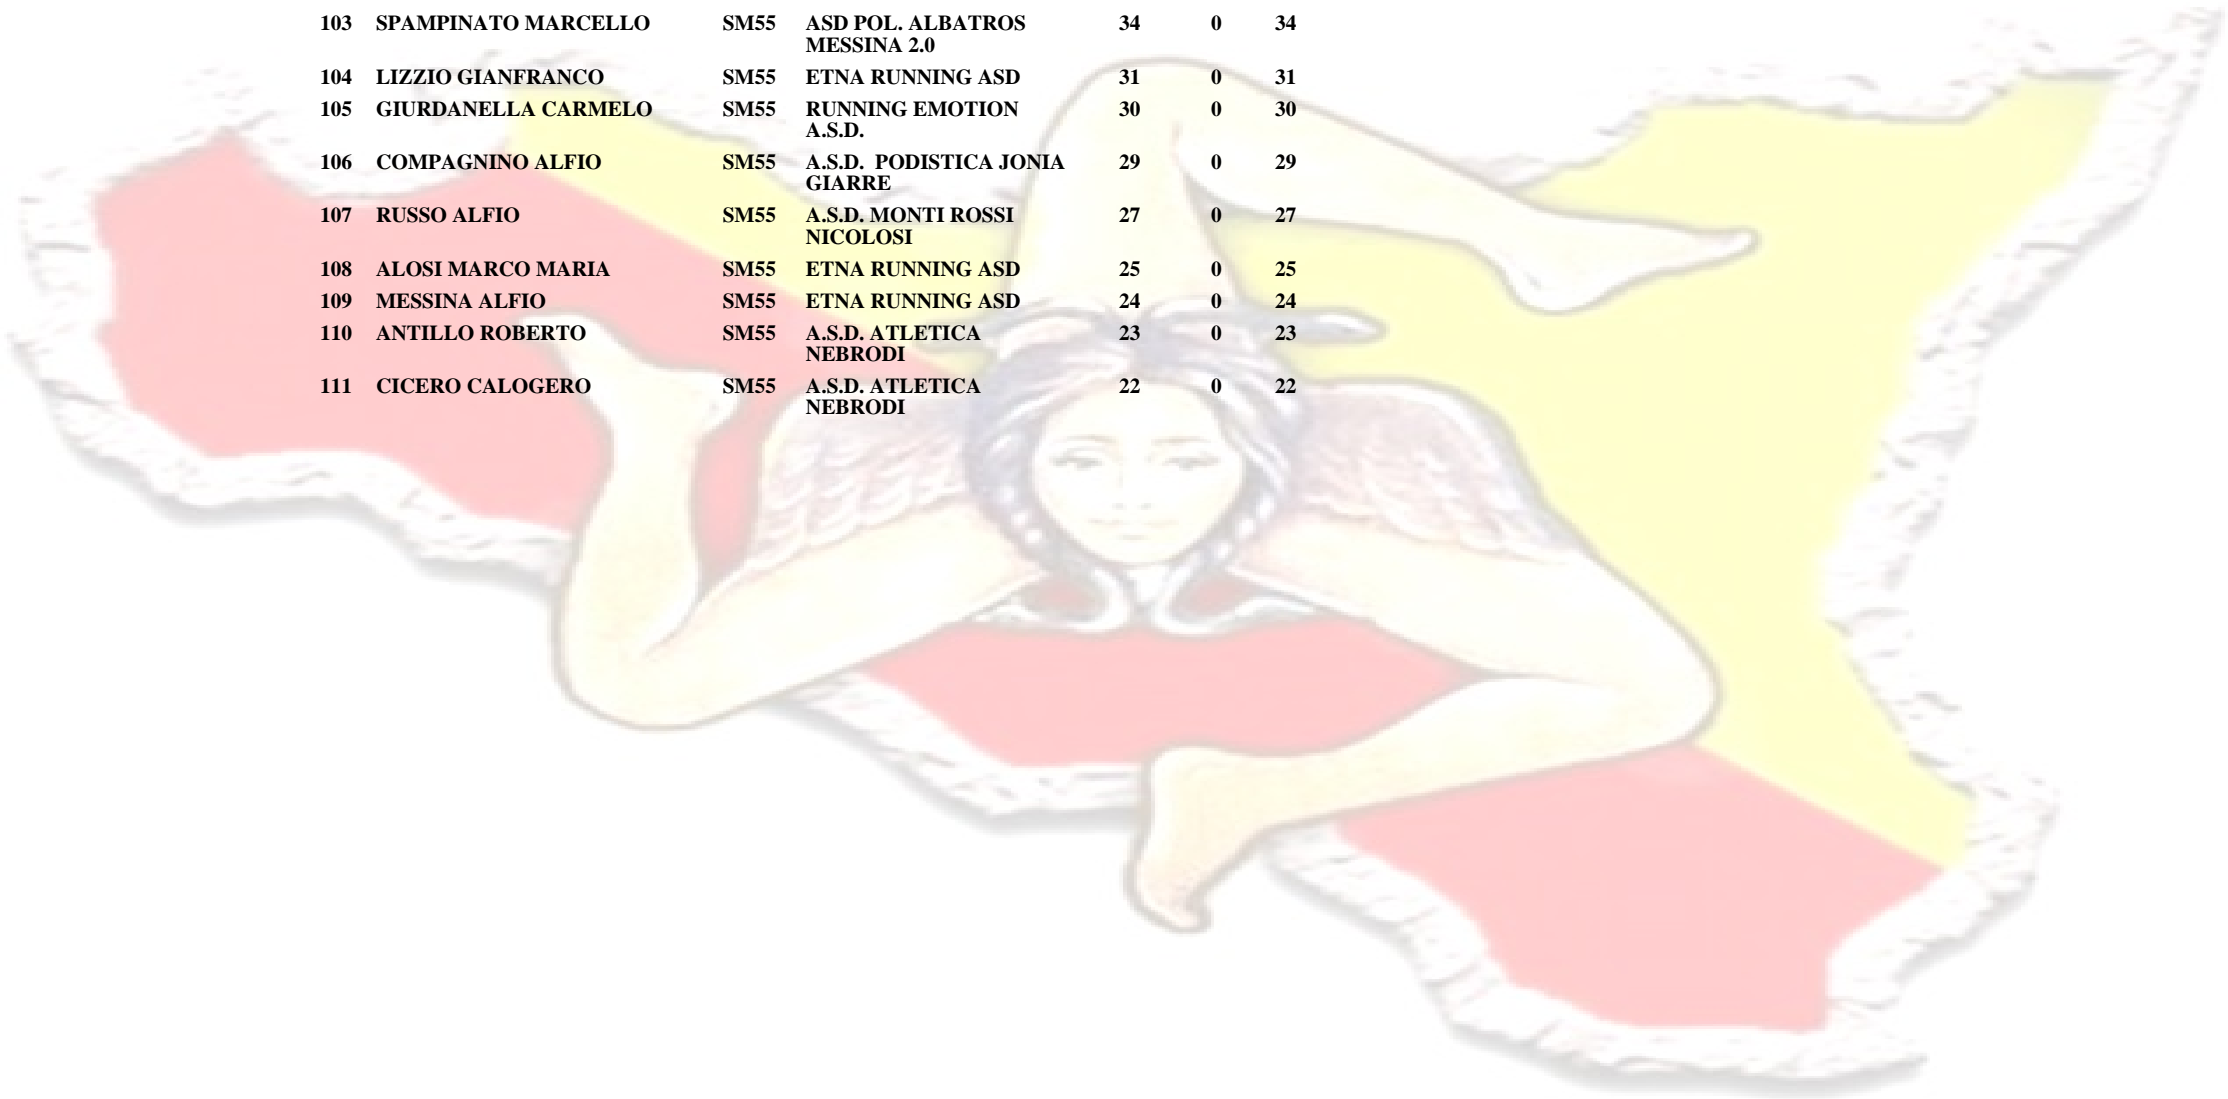 103 SPAMPINATO MARCELLO SM55 ASD POL. ALBATROS 34 0 34
MESSINA 2.0
104 LIZZIO GIANFRANCO SM55 ETNA RUNNING ASD 31 0 31
105 GIURDANELLA CARMELO SM55 RUNNING EMOTION 30 0 30
A.S.D.
106 COMPAGNINO ALFIO SM55 A.S.D. PODISTICA JONIA 29 0 29
GIARRE
107 RUSSO ALFIO SM55 A.S.D. MONTI ROSSI 27 0 27
NICOLOSI
108 ALOSI MARCO MARIA SM55 ETNA RUNNING ASD 25 0 25
109 MESSINA ALFIO SM55 ETNA RUNNING ASD 24 0 24
110 ANTILLO ROBERTO SM55 A.S.D. ATLETICA 23 0 23
NEBRODI
111 CICERO CALOGERO SM55 A.S.D. ATLETICA 22 0 22
NEBRODI